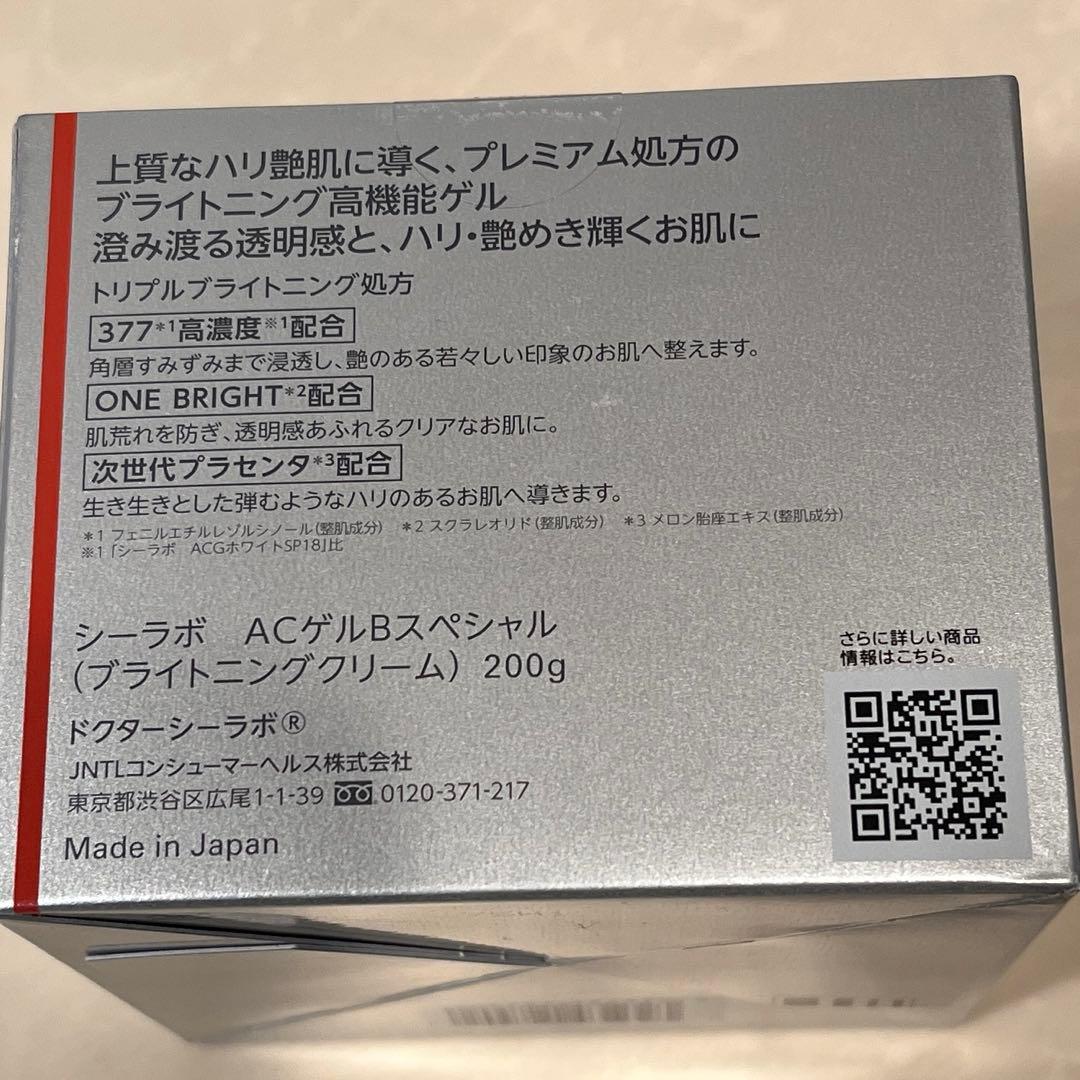 上質なハリ艶肌に導く、プレミアム処方の
ブライトニング高機能ゲル
澄み渡る透明感と、ハリ・艶めき輝くお肌に
トリプルブライトニング処方
377*1高濃度※1配合
角層すみずみまで浸透し、艶のある若々しい印象のお肌へ整えます。
ONE BRIGHT*2配合
肌荒れを防ぎ、透明感あふれるクリアなお肌に。
次世代プラセンタ*3配合
生き生きとした弾むようなハリのあるお肌へ導きます。
*1 フェニルエチルレゾルシノール（整肌成分） *2 スクラレオリド（整肌成分） *3 メロン胎座エキス（整肌成分）
※1「シーラボ ACGホワイトSP18」比
シーラボ ACゲルBスペシャル
（ブライトニングクリーム） 200g
さらに詳しい商品
情報はこちら。
ドクターシーラボ®
JNTLコンシューマーヘルス株式会社
東京都渋谷区広尾1-1-39 0120-371-217
Made in Japan